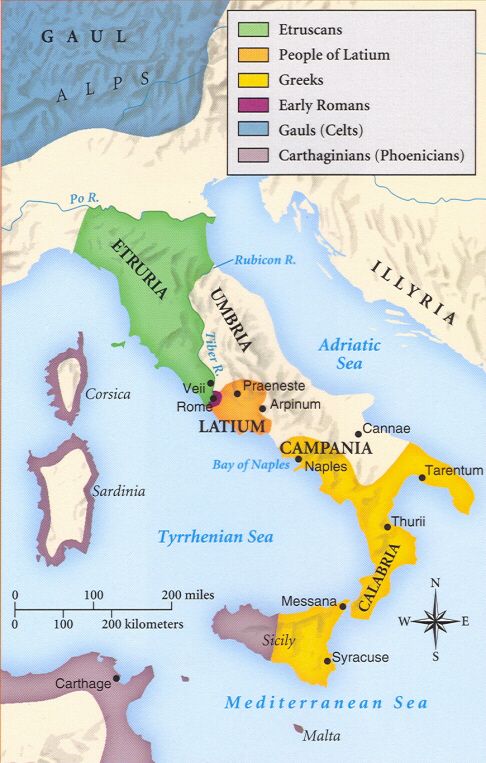 GAUL
ALPS
Etruscans
People of Latium
Greeks
Early Romans
Gauls (Celts)
Carthaginians (Phoenicians)
Po R.
ETRURIA
Rubicon R.
ILLYRIA
UMBRIA
Tiber R.
Adriatic
Sea
Corsica
Veii
Praeneste
Rome
Arpinum
LATIUM
Cannae
CAMPANIA
Bay of Naples
Naples
Tarentum
Sardinia
Thurii
Tyrrhenian Sea
CALABRIA
0 100 200 miles
0 100 200 kilometers
Messana
N
W E
S
Sicily
Syracuse
Carthage
Mediterranean Sea
Malta